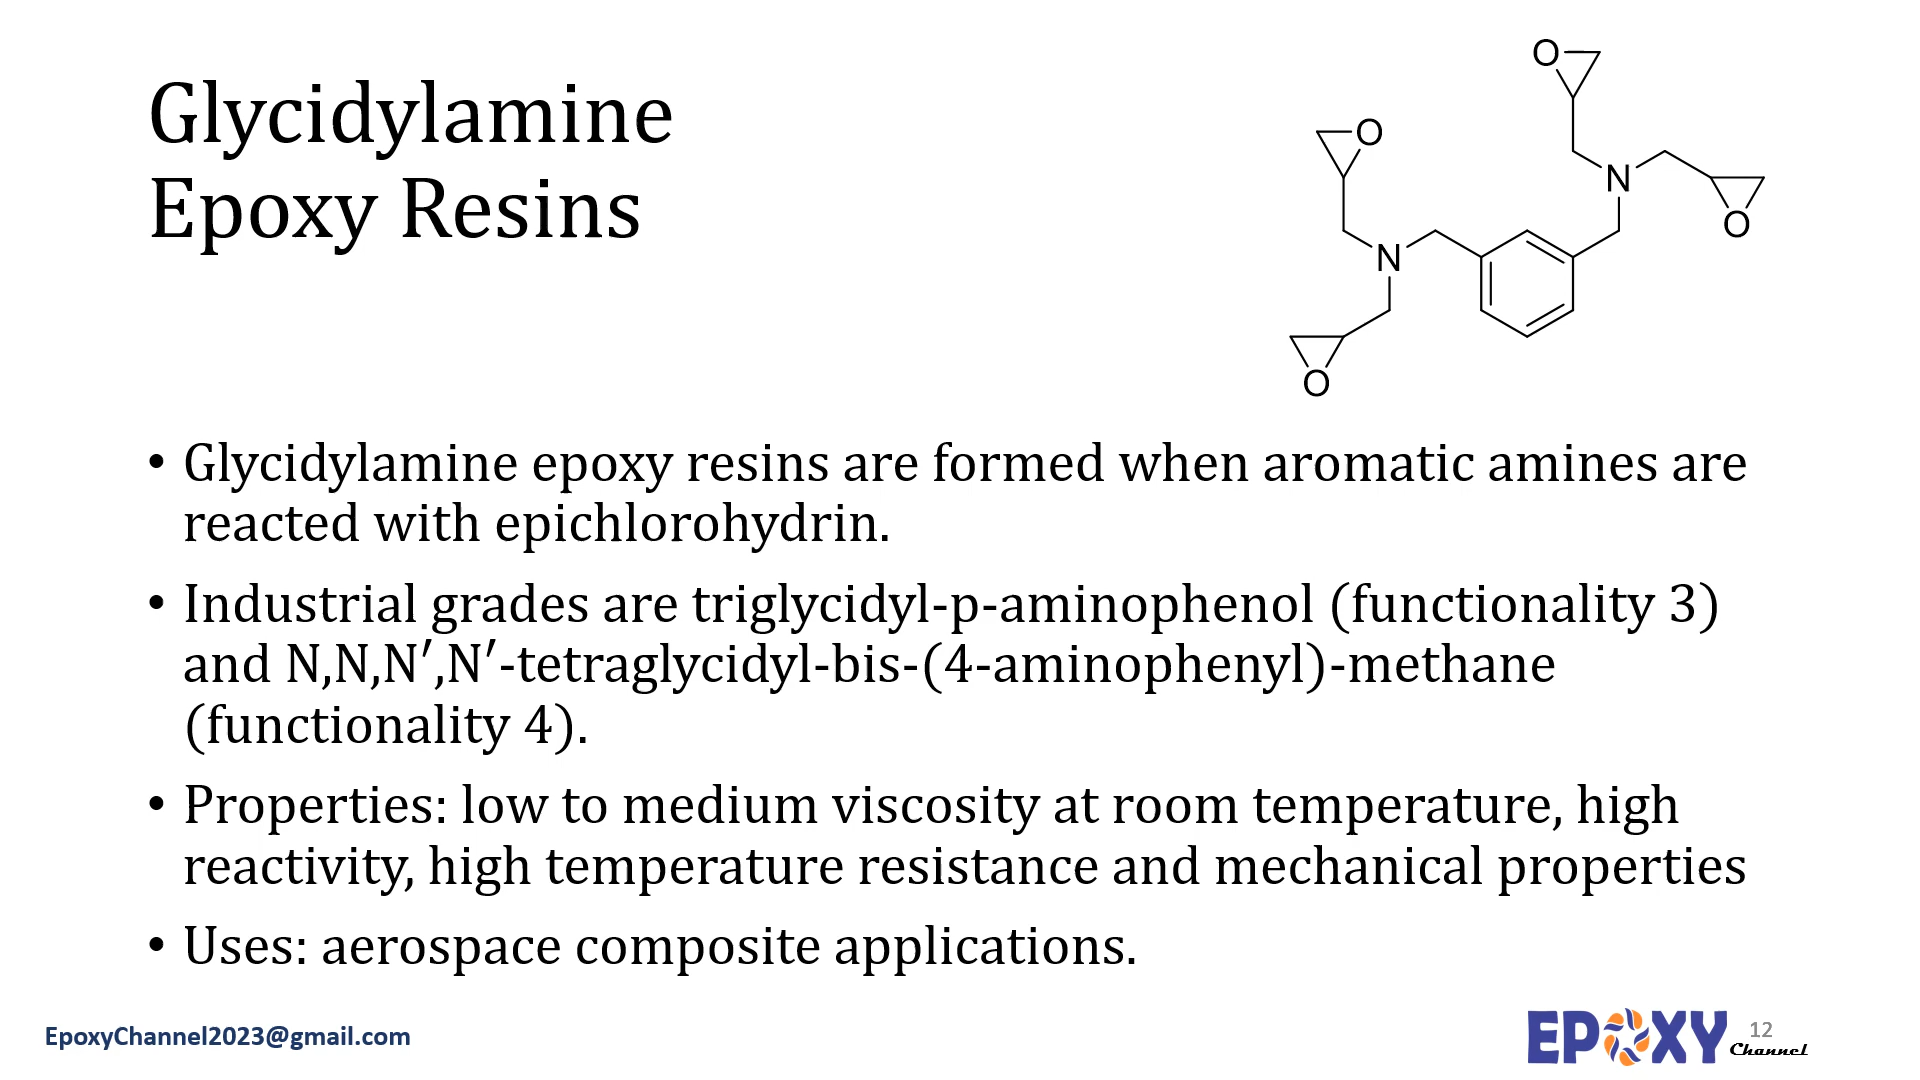 Glycidylamine
Epoxy Resins
O
O
N
O
N
O
• Glycidylamine epoxy resins are formed when aromatic amines are
reacted with epichlorohydrin.
• Industrial grades are triglycidyl-p-aminophenol (functionality 3)
and N,N,N′,N′-tetraglycidyl-bis-(4-aminophenyl)-methane
(functionality 4).
• Properties: low to medium viscosity at room temperature, high
reactivity, high temperature resistance and mechanical properties
• Uses: aerospace composite applications.
EpoxyChannel2023@gmail.com
EPOXY
Channel
12